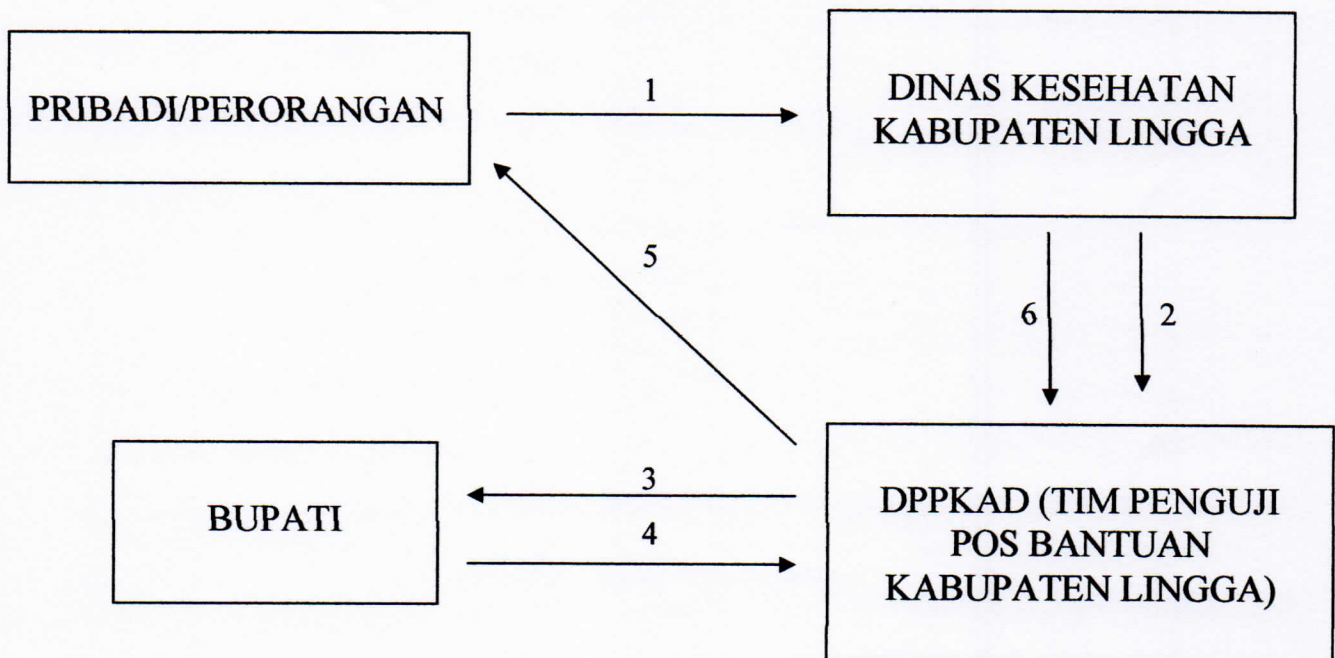 PRIBADI/PERORANGAN
1
DINAS KESEHATAN
KABUPATEN LINGGA
5
6
2
BUPATI
3
4
DPPKAD (TIM PENGUJI
POS BANTUAN
KABUPATEN LINGGA)